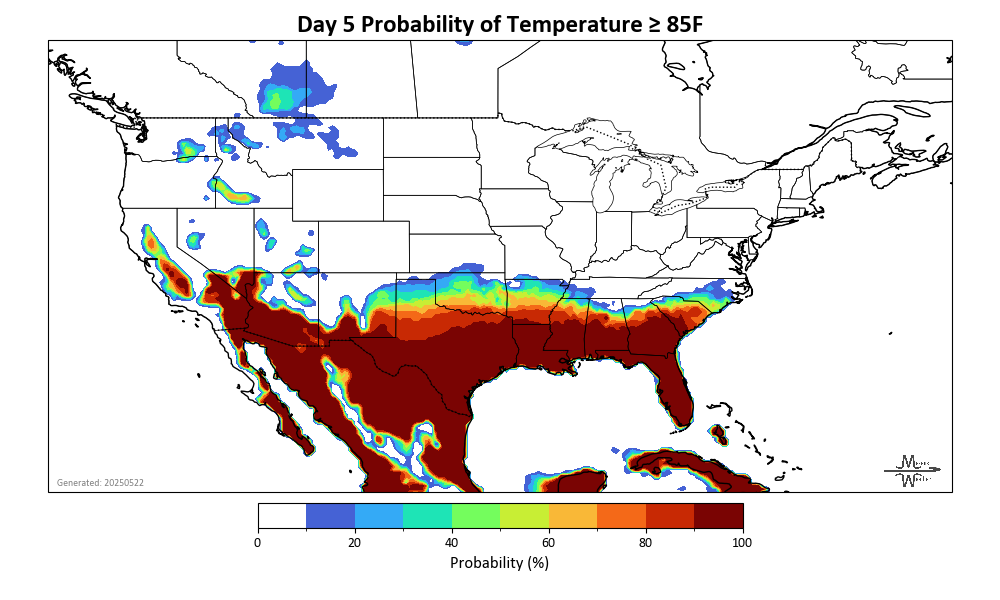 Day 5 Probability of Temperature ≥ 85F
Generated: 20250522
0 20 40 60 80 100
Probability (%)